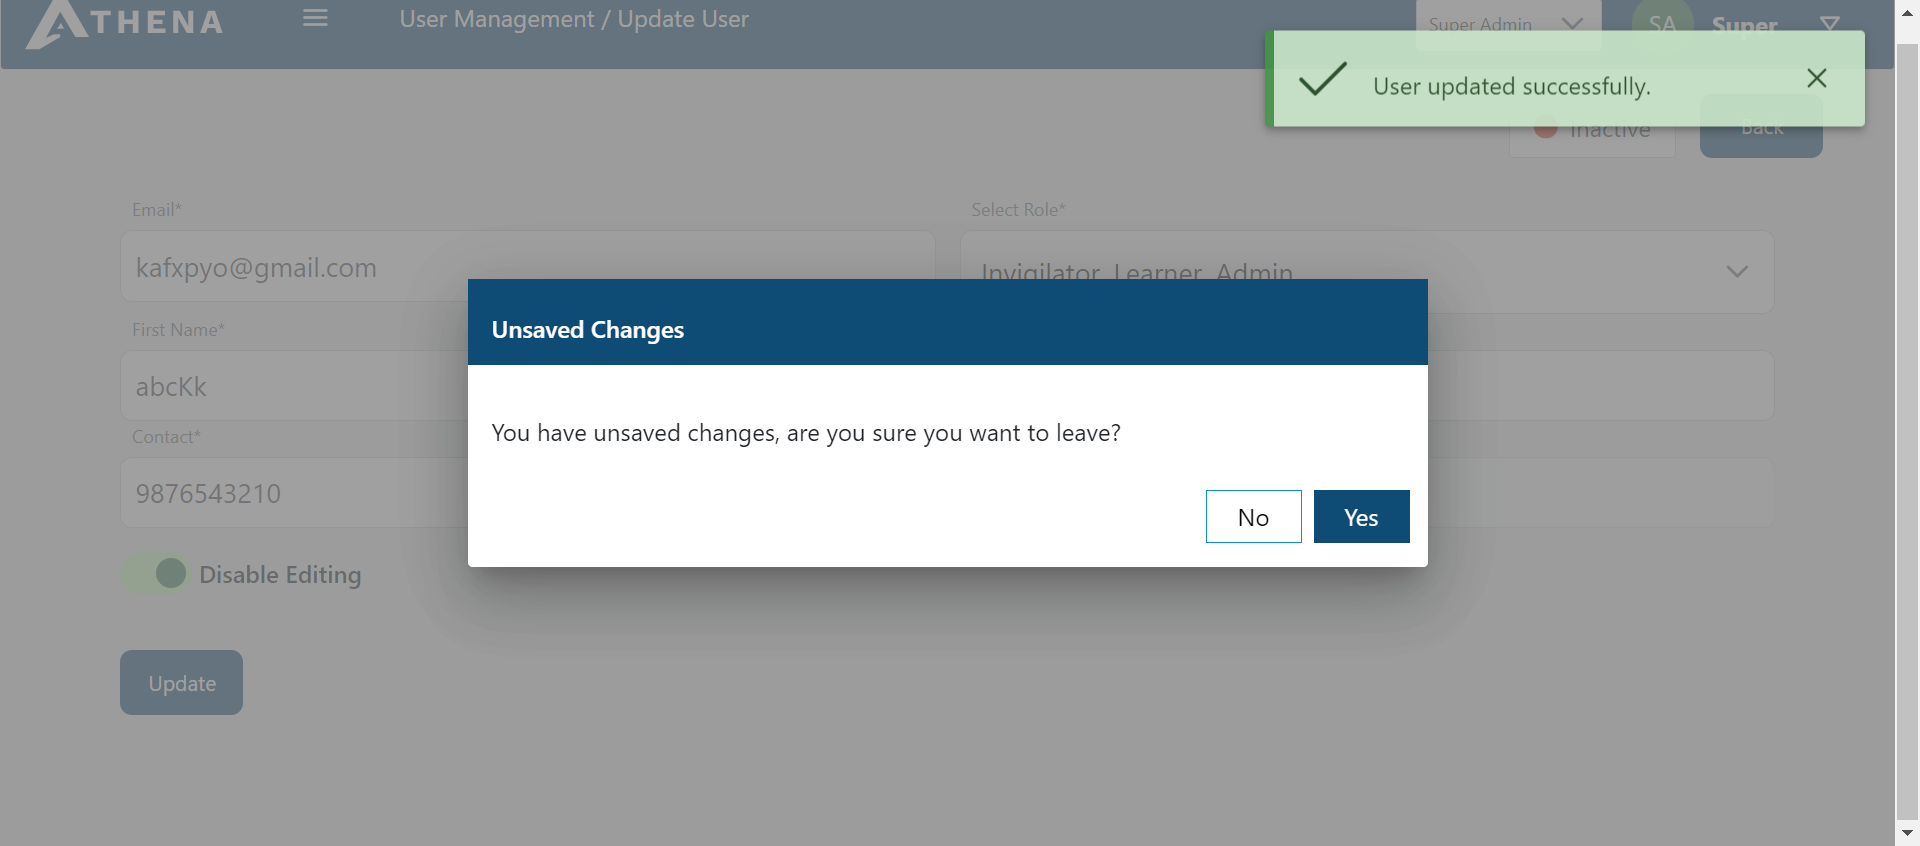 ATHENA
User Management / Update User
Super Admin
SA
Super
User updated successfully.
Inactive
Back
Email*
Select Role*
kafxpyo@gmail.com
Invigilator, Learner, Admin
First Name*
abcKk
Contact*
9876543210
Unsaved Changes
You have unsaved changes, are you sure you want to leave?
No
Yes
Disable Editing
Update